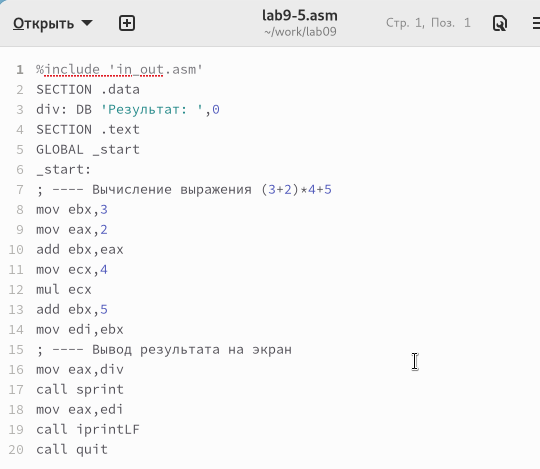 Открыть
lab9-5.asm
~/work/lab09
Стр. 1, Поз. 1
1 %include 'in_out.asm'
2 SECTION .data
3 div: DB 'Результат: ',0
4 SECTION .text
5 GLOBAL _start
6 _start:
7 ; ---- Вычисление выражения (3+2)*4+5
8 mov ebx,3
9 mov eax,2
10 add ebx,eax
11 mov ecx,4
12 mul ecx
13 add ebx,5
14 mov edi,ebx
15 ; ---- Вывод результата на экран
16 mov eax,div
17 call sprint
18 mov eax,edi
19 call iprintLF
20 call quit